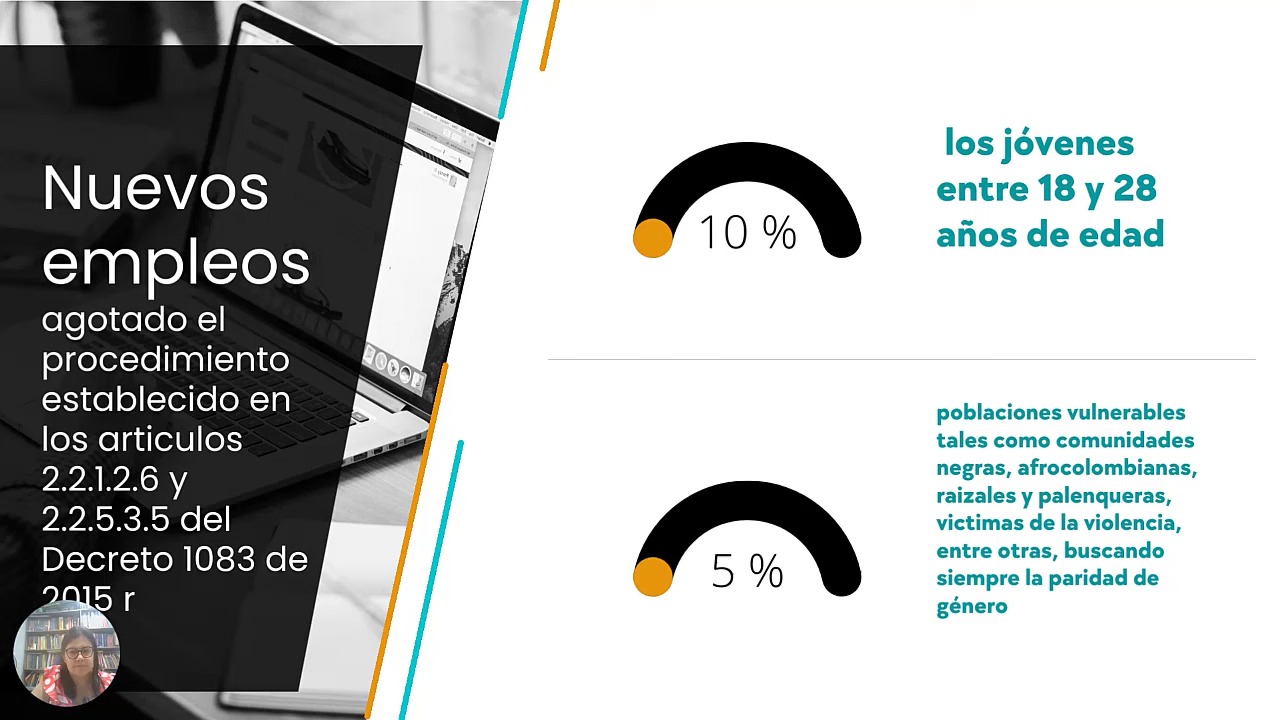 Nuevos
empleos
agotado el
procedimiento
establecido en
los articulos
2.2.1.2.6 y
2.2.5.3.5 del
Decreto 1083 de
2015 r
10 %
los jóvenes
entre 18 y 28
años de edad
5 %
poblaciones vulnerables
tales como comunidades
negras, afrocolombianas,
raizales y palenqueras,
victimas de la violencia,
entre otras, buscando
siempre la paridad de
género